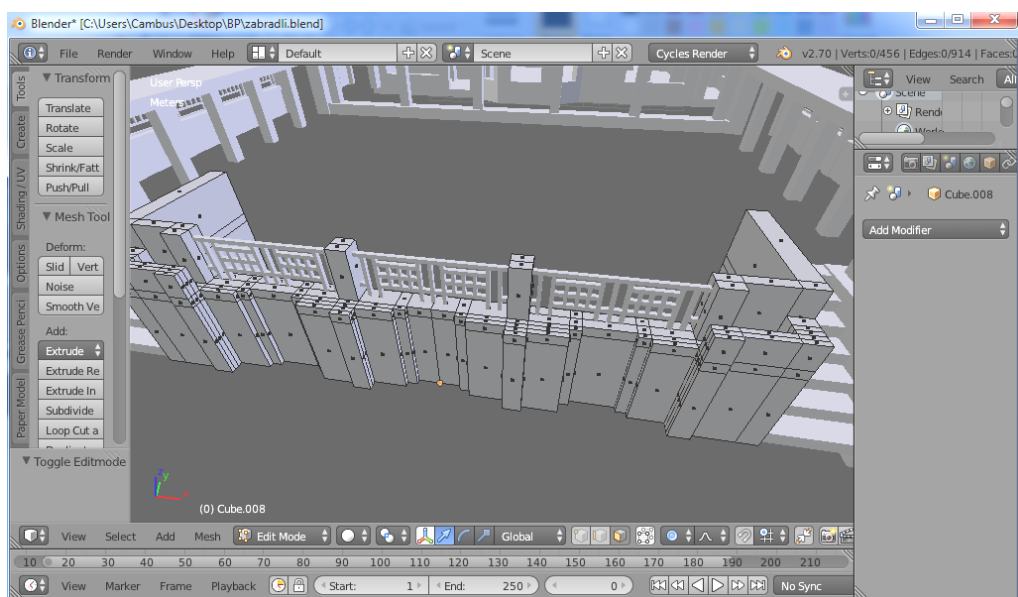 Blender* [C:\Users\Cambus\Desktop\BP\zabradli.blend]
File Render Window Help Default Scene Cycles Render v2.70 | Verts:0/456 | Edges:0/914 | Faces:
Tools
Create
Shading / UV
Options
Grease Penci
Paper Model
Transform
Translate
Rotate
Scale
Shrink/Fatt
Push/Pull
Mesh Tool
Deform:
Slid Vert
Noise
Smooth Ve
Add:
Extrude
Extrude Re
Extrude In
Subdivide
Loop Cut a
Toggle Editmode
User Persp
Meters
(0) Cube.008
View Search All
Scene
Rende
World
Cube.008
Add Modifier
View Select Add Mesh Edit Mode Global
10 20 30 40 50 60 70 80 90 100 110 120 130 140 150 160 170 180 190 200 210
View Marker Frame Playback Start: 1 End: 250 0 No Sync